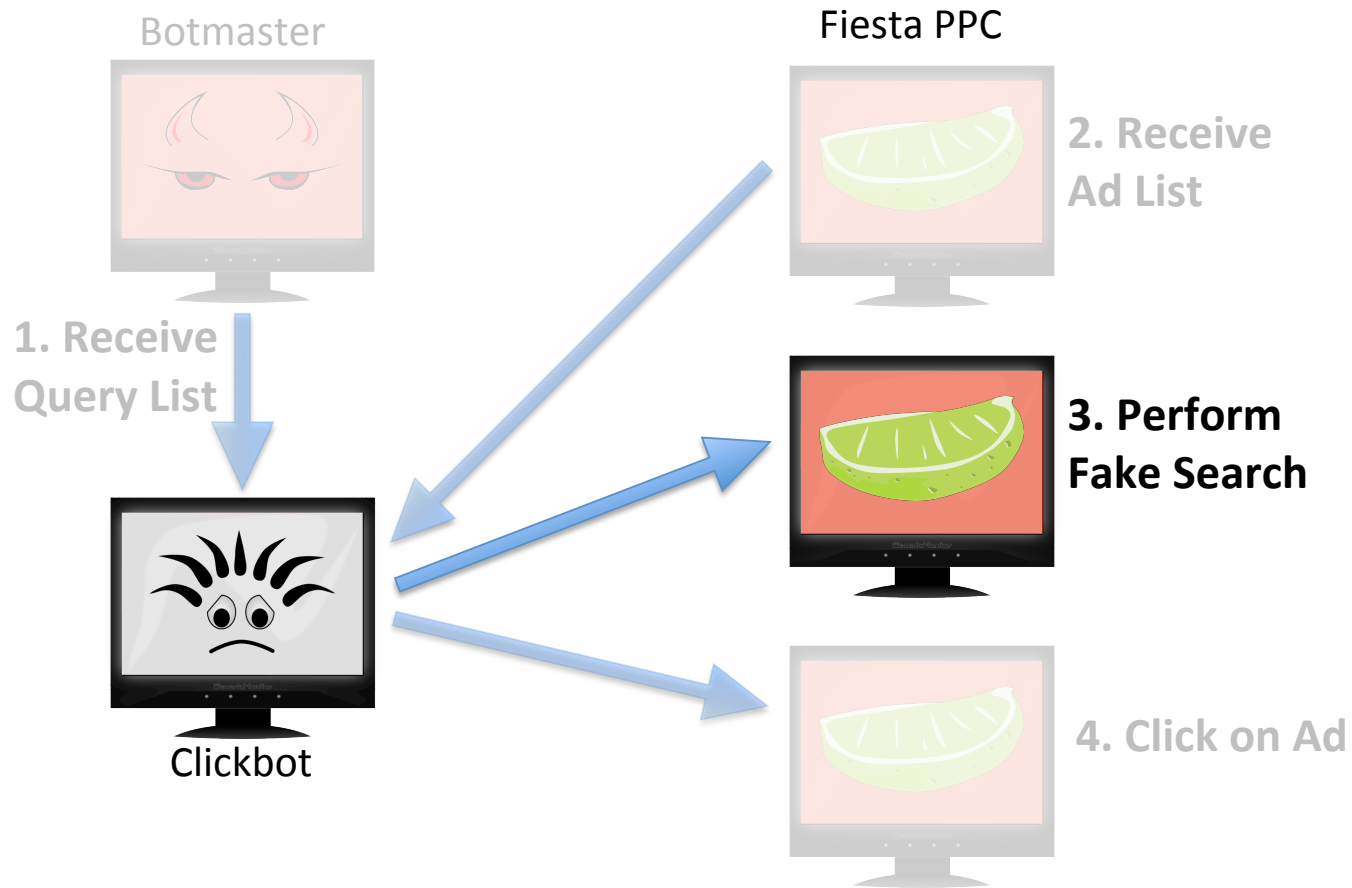 Botmaster
Fiesta PPC
2. Receive
Ad List
1. Receive
Query List
3. Perform
Fake Search
Clickbot
4. Click on Ad